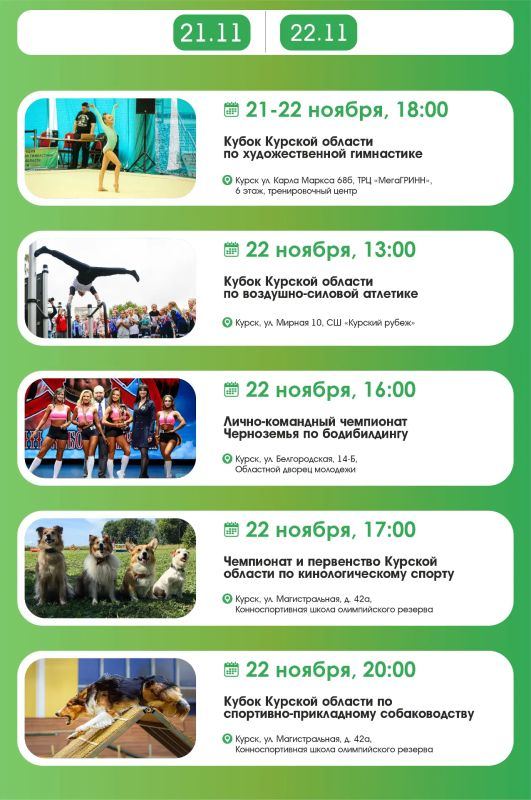 21.11
22.11
21-22 ноября, 18:00
Кубок Курской области
по художественной гимнастике
Курск ул Карла Маркса 68б, ТРЦ «МегаГРИНН»,
6 этаж, тренировочный центр
22 ноября, 13:00
Кубок Курской области
по воздушно-силовой атлетике
Курск, ул. Мирная 10, СШ «Курский рубеж»
22 ноября, 16:00
Лично-командный чемпионат
Черноземья по бодибилдингу
Курск, ул. Белгородская, 14-Б,
Областной дворец молодежи
22 ноября, 17:00
Чемпионат и первенство Курской
области по кинологическому спорту
Курск, ул. Магистральная, д. 42а,
Конноспортивная школа олимпийского резерва
22 ноября, 20:00
Кубок Курской области по
спортивно-прикладному собаководству
Курск, ул. Магистральная, д. 42а,
Конноспортивная школа олимпийского резерва